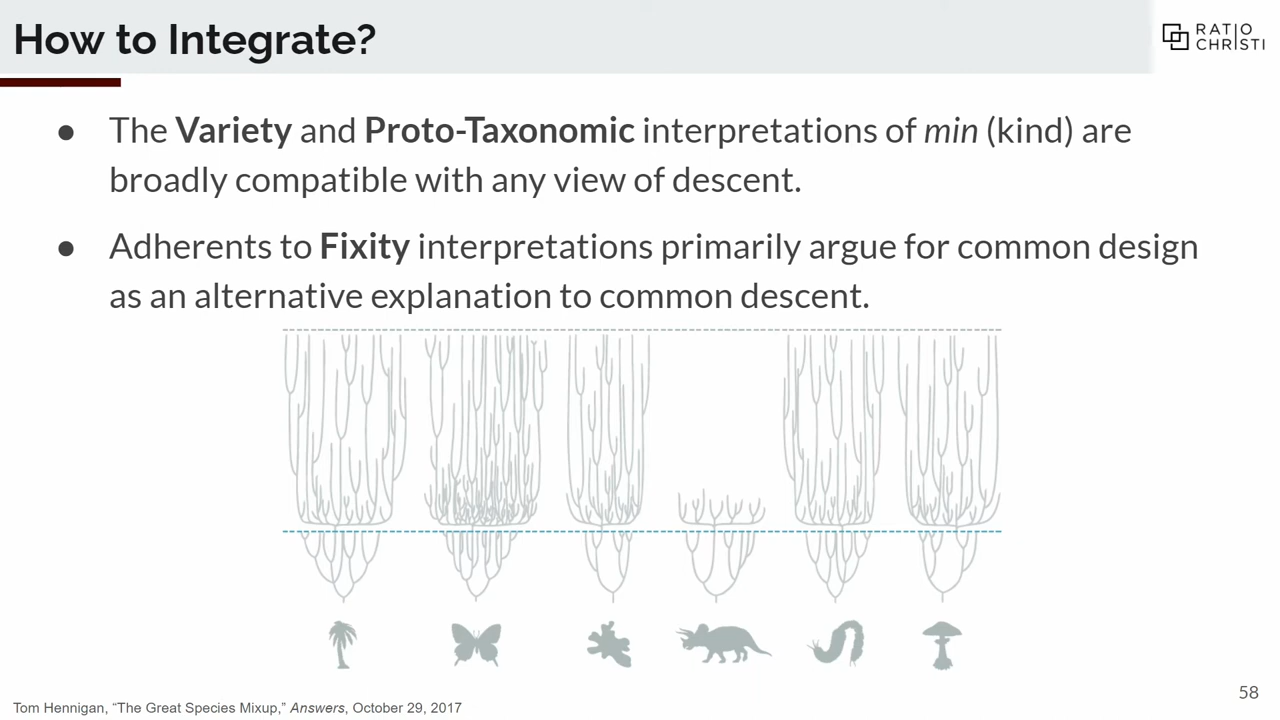 How to Integrate?
RATIO
CHRISTI
● The Variety and Proto-Taxonomic interpretations of min (kind) are
broadly compatible with any view of descent.
● Adherents to Fixity interpretations primarily argue for common design
as an alternative explanation to common descent.
58
Tom Hennigan, “The Great Species Mixup,” Answers, October 29, 2017